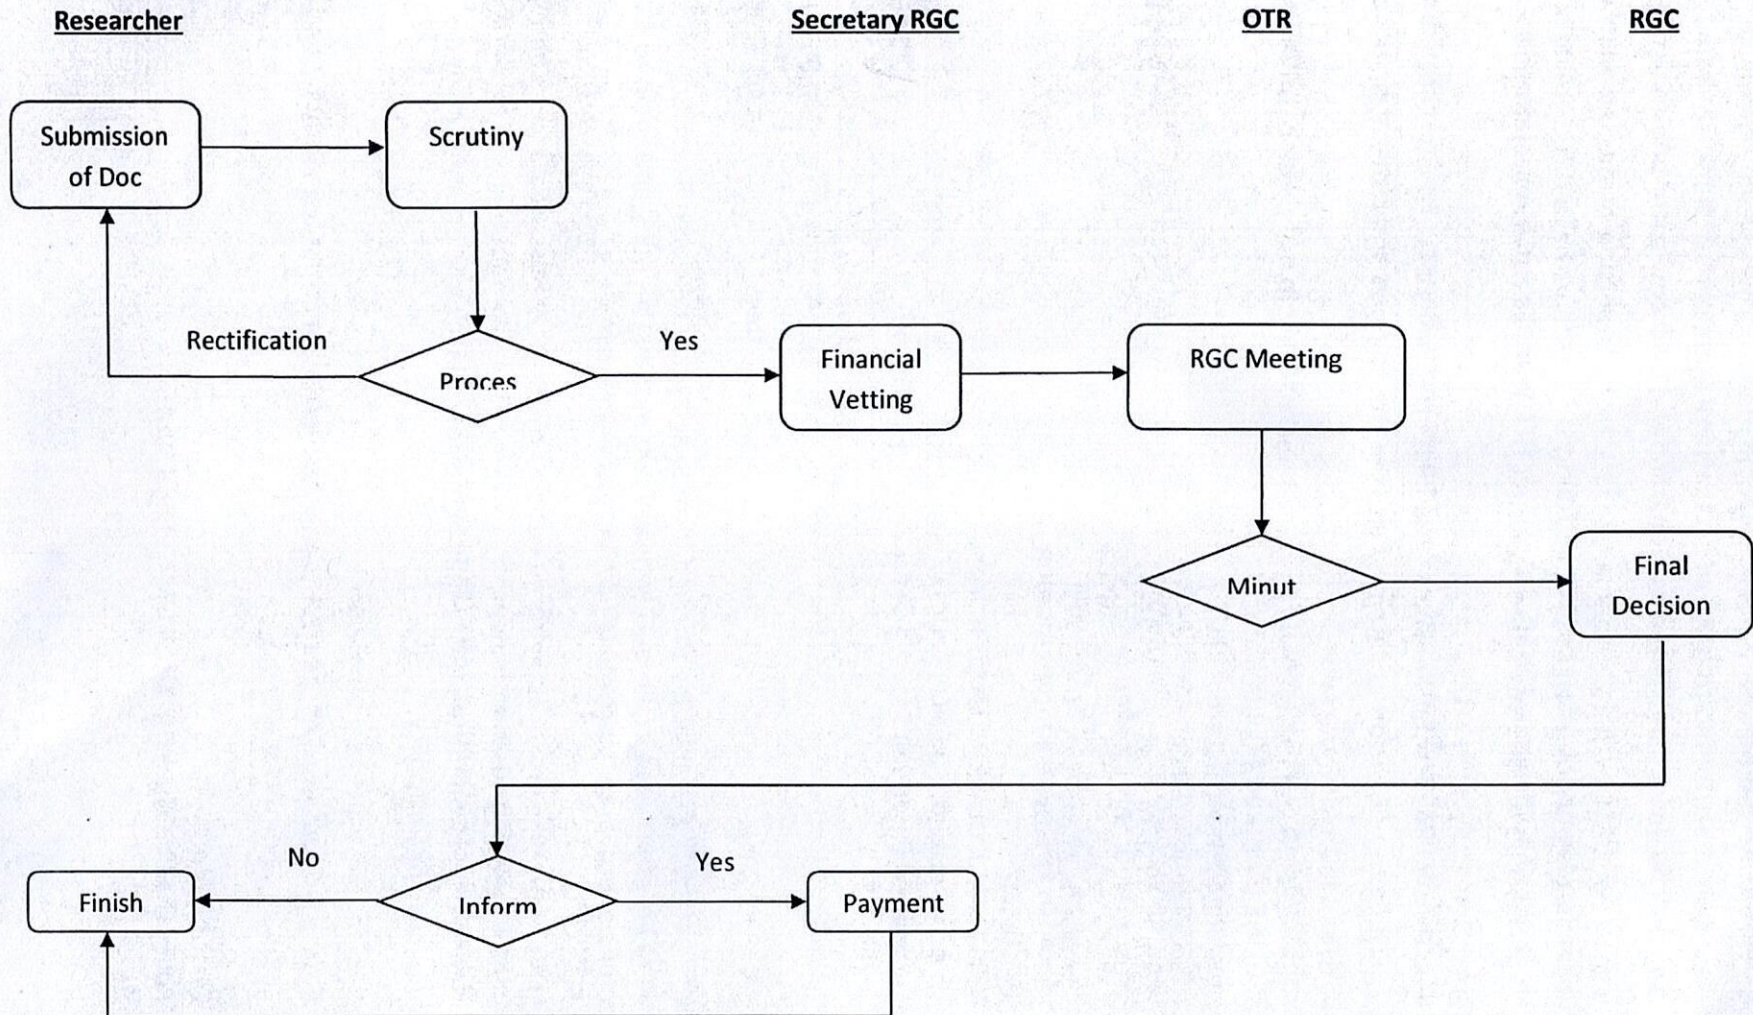 Researcher
Secretary RGC
OTR
RGC
Submission
of Doc
Scrutiny
Rectification
Proces
Yes
Financial
Vetting
RGC Meeting
Minut
Final
Decision
No
Yes
Finish
Inform
Payment